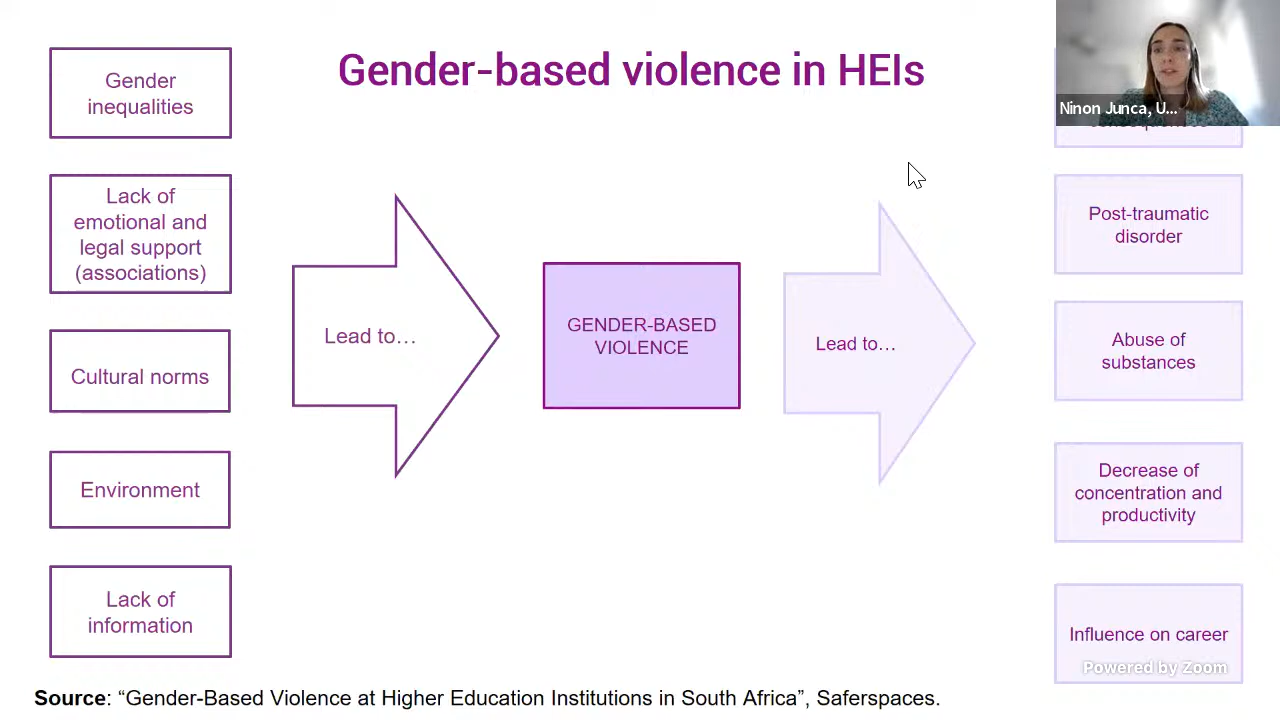 Gender-based violence in HEIs
Gender
inequalities
Lack of
emotional and
legal support
(associations)
Cultural norms
Environment
Lack of
information
Lead to…
GENDER-BASED
VIOLENCE
Lead to…
Ninon Junca, U...
Post-traumatic
disorder
Abuse of
substances
Decrease of
concentration and
productivity
Influence on career
Powered by Zoom
Source: “Gender-Based Violence at Higher Education Institutions in South Africa”, Saferspaces.